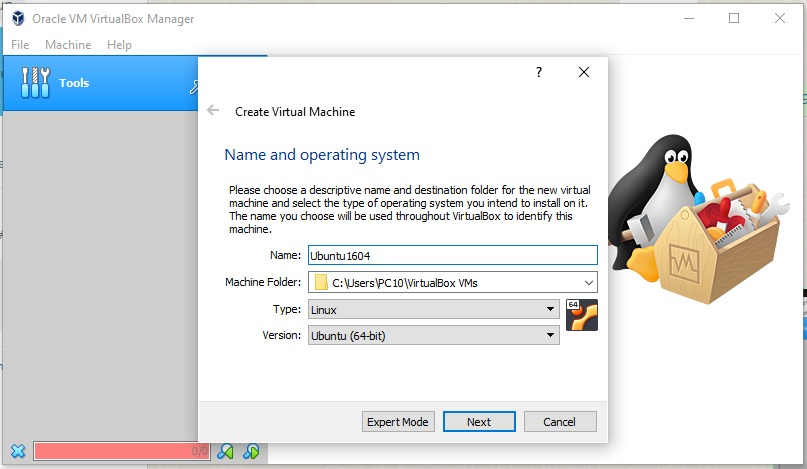 Oracle VM VirtualBox Manager
File Machine Help
Tools
?
Create Virtual Machine
Name and operating system
Please choose a descriptive name and destination folder for the new virtual
machine and select the type of operating system you intend to install on it.
The name you choose will be used throughout VirtualBox to identify this
machine.
Name: Ubuntu1604
Machine Folder: C:\Users\PC10\VirtualBox VMs
Type: Linux
64
Version: Ubuntu (64-bit)
Expert Mode Next Cancel
0/0